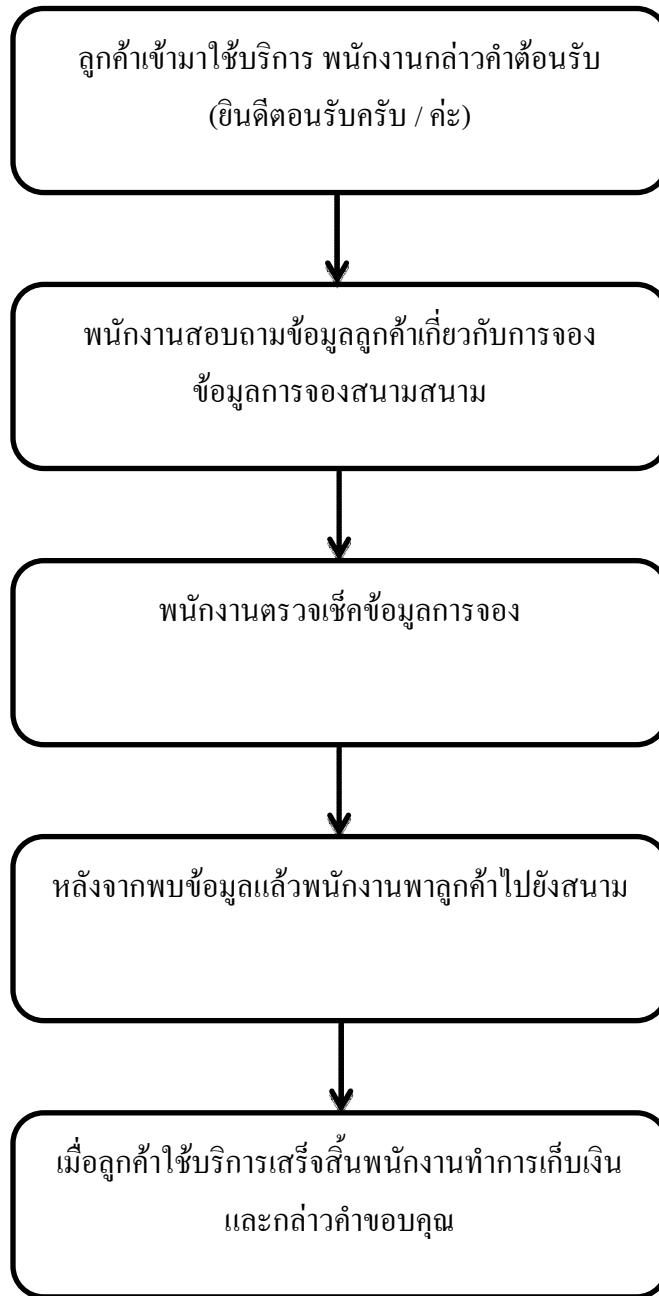 ลูกค้าเข้ามาใช้บริการ พนักงานกล่าวคำต้อนรับ
(ยินดีตอนรับครับ / ค่ะ)
พนักงานสอบถามข้อมูลลูกค้าเกี่ยวกับการจอง
ข้อมูลการจองสนามสนาม
พนักงานตรวจเช็คข้อมูลการจอง
หลังจากพบข้อมูลแล้วพนักงานพาลูกค้าไปยังสนาม
เมื่อลูกค้าใช้บริการเสร็จสิ้นพนักงานทำการเก็บเงิน
และกล่าวคำขอบคุณ